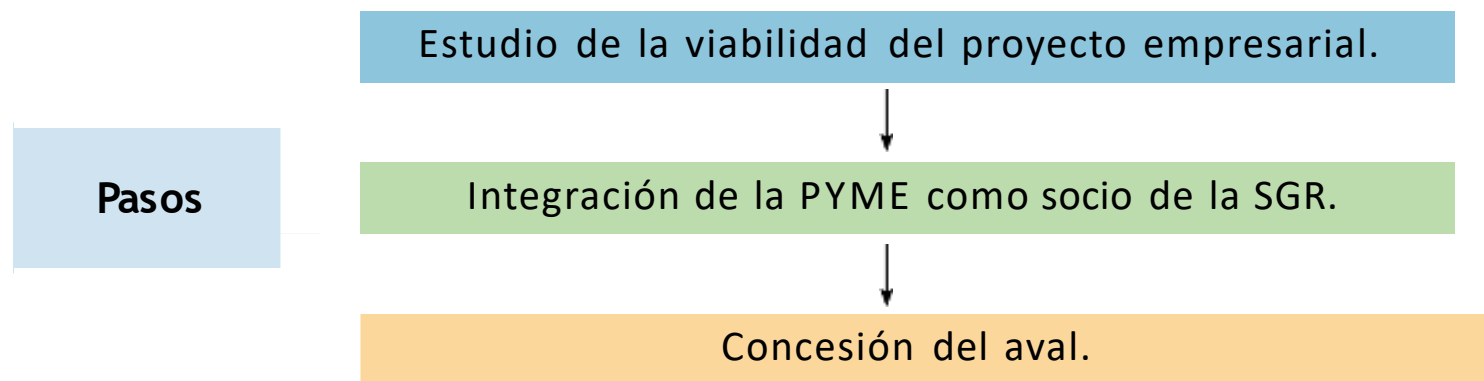 Estudio de la viabilidad del proyecto empresarial.
Pasos
Integración de la PYME como socio de la SGR.
Concesión del aval.